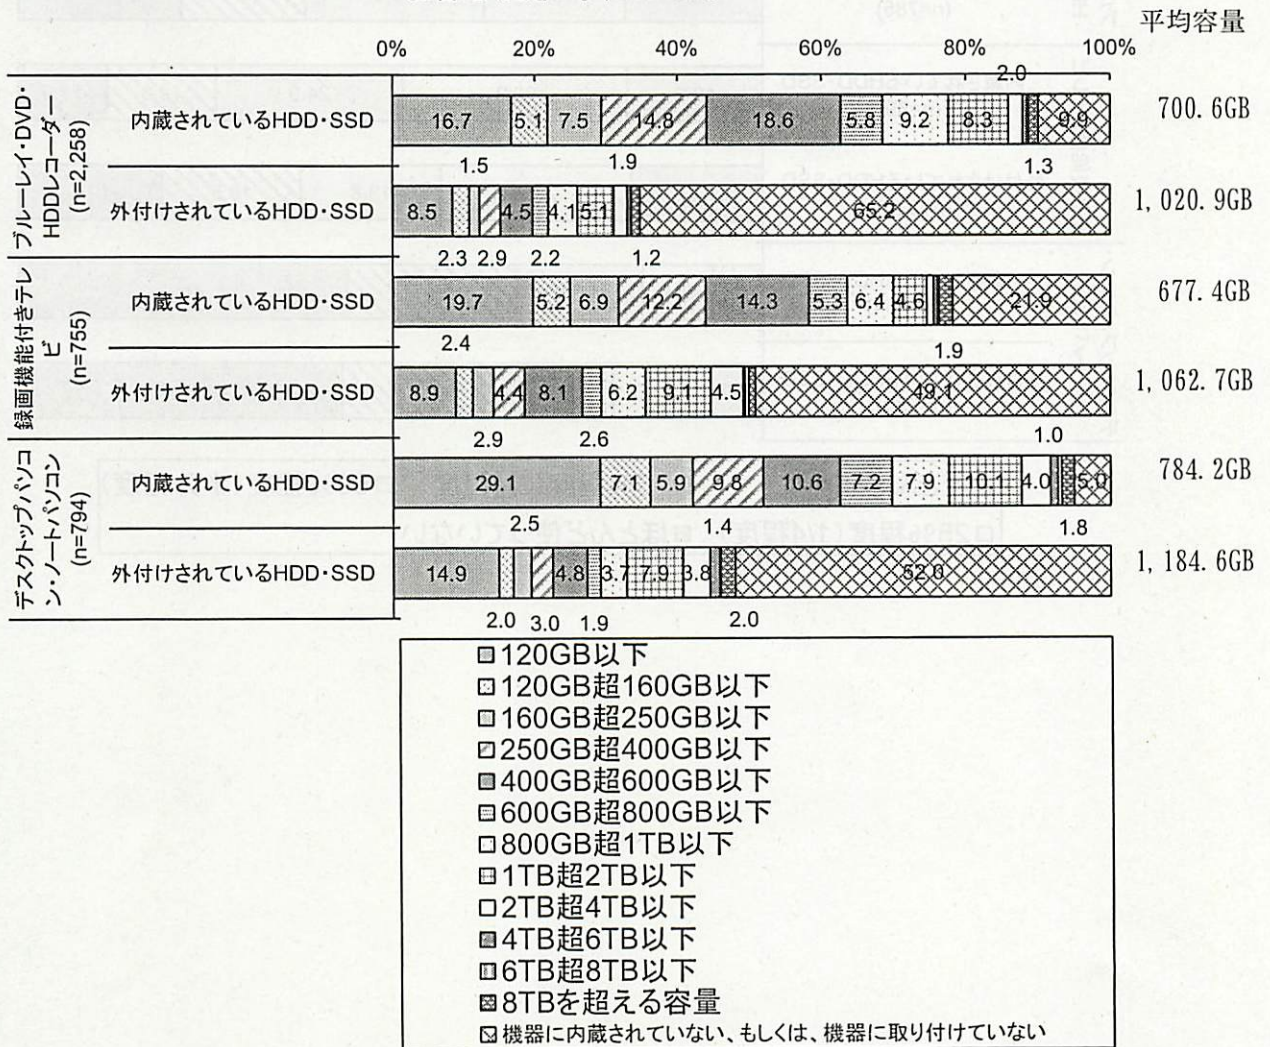 平均容量
0% 20% 40% 60% 80% 100%
ブルーレイ・DVD・HDDレコーダー (n=2,258)
2.0
内蔵されているHDD・SSD 16.7 5.1 7.5 14.8 18.6 5.8 9.2 8.3 9.9 700.6GB
1.5 1.9 1.3
外付けされているHDD・SSD 8.5 4.5 4.1 5.1 65.2 1,020.9GB
2.3 2.9 2.2 1.2
録画機能付きテレビ (n=755)
内蔵されているHDD・SSD 19.7 5.2 6.9 12.2 14.3 5.3 6.4 4.6 21.9 677.4GB
2.4 1.9
外付けされているHDD・SSD 8.9 4.4 8.1 6.2 9.1 4.5 49.1 1,062.7GB
2.9 2.6 1.0
デスクトップパソコン・ノートパソコン (n=794)
内蔵されているHDD・SSD 29.1 7.1 5.9 9.8 10.6 7.2 7.9 10.1 4.0 5.0 784.2GB
2.5 1.4 1.8
外付けされているHDD・SSD 14.9 4.8 3.7 7.9 3.8 52.0 1,184.6GB
2.0 3.0 1.9 2.0
120GB以下
120GB超160GB以下
160GB超250GB以下
250GB超400GB以下
400GB超600GB以下
600GB超800GB以下
800GB超1TB以下
1TB超2TB以下
2TB超4TB以下
4TB超6TB以下
6TB超8TB以下
8TBを超える容量
機器に内蔵されていない、もしくは、機器に取り付けていない